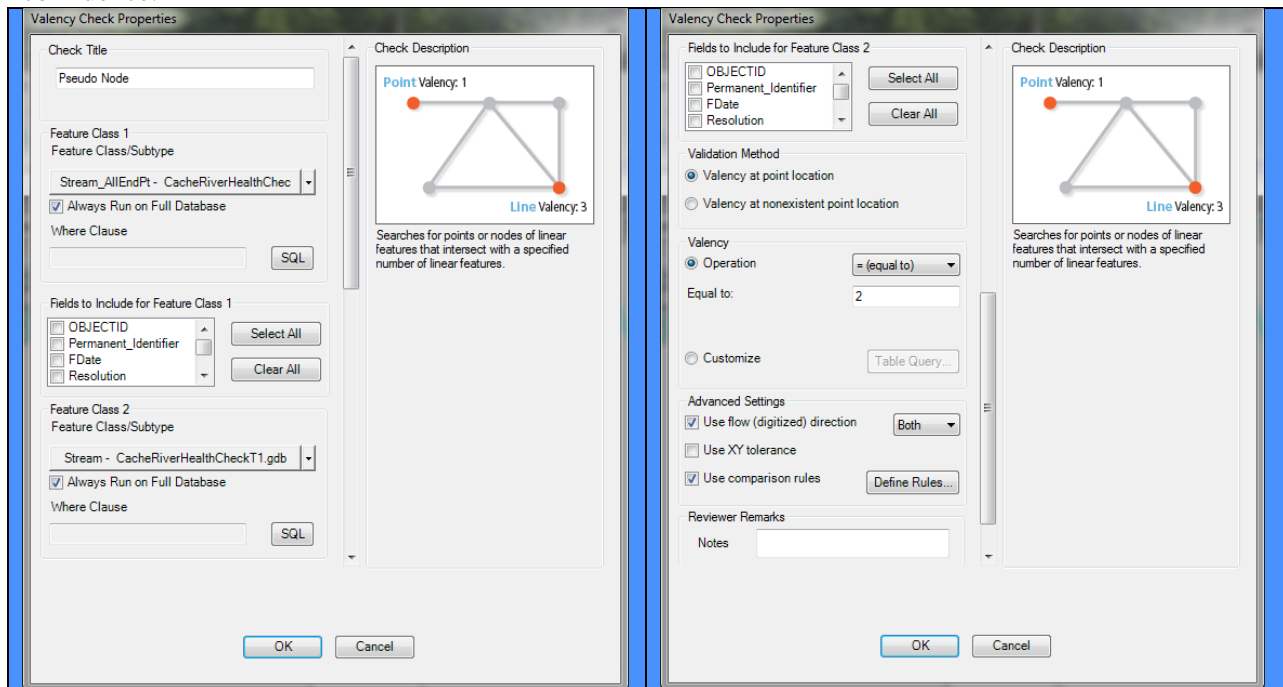 Valency Check Properties
Check Title
Pseudo Node
Feature Class 1
Feature Class/Subtype
Stream_AllEndPt - CacheRiverHealthChec
Always Run on Full Database
Where Clause
SQL
Fields to Include for Feature Class 1
OBJECTID
Permanent_Identifier
FDate
Resolution
Select All
Clear All
Feature Class 2
Feature Class/Subtype
Stream - CacheRiverHealthCheckT1.gdb
Always Run on Full Database
Where Clause
SQL
Check Description
Point Valency: 1
Line Valency: 3
Searches for points or nodes of linear
features that intersect with a specified
number of linear features.
OK
Cancel
Valency Check Properties
Fields to Include for Feature Class 2
OBJECTID
Permanent_Identifier
FDate
Resolution
Select All
Clear All
Validation Method
Valency at point location
Valency at nonexistent point location
Valency
Operation
= (equal to)
Equal to:
2
Customize
Table Query...
Advanced Settings
Use flow (digitized) direction
Both
Use XY tolerance
Use comparison rules
Define Rules...
Reviewer Remarks
Notes
Check Description
Point Valency: 1
Line Valency: 3
Searches for points or nodes of linear
features that intersect with a specified
number of linear features.
OK
Cancel